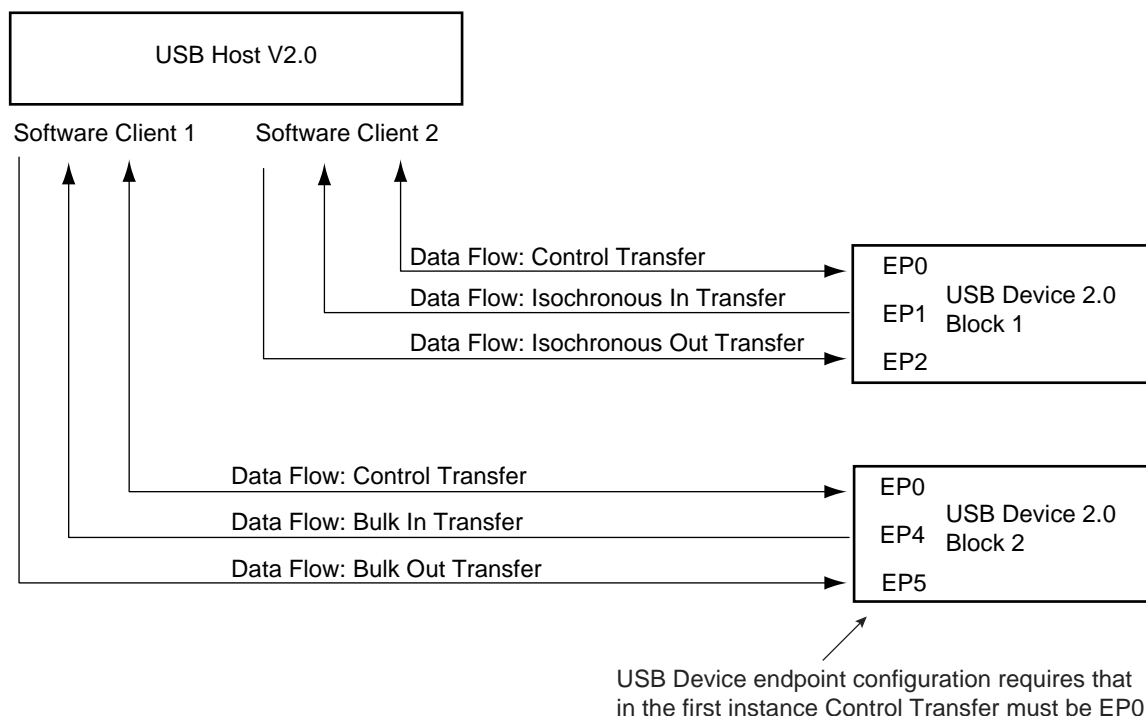 USB Host V2.0
Software Client 1
Software Client 2
Data Flow: Control Transfer
Data Flow: Isochronous In Transfer
Data Flow: Isochronous Out Transfer
EP0
EP1
EP2
USB Device 2.0
Block 1
Data Flow: Control Transfer
Data Flow: Bulk In Transfer
Data Flow: Bulk Out Transfer
EP0
EP4
EP5
USB Device 2.0
Block 2
USB Device endpoint configuration requires that
in the first instance Control Transfer must be EP0